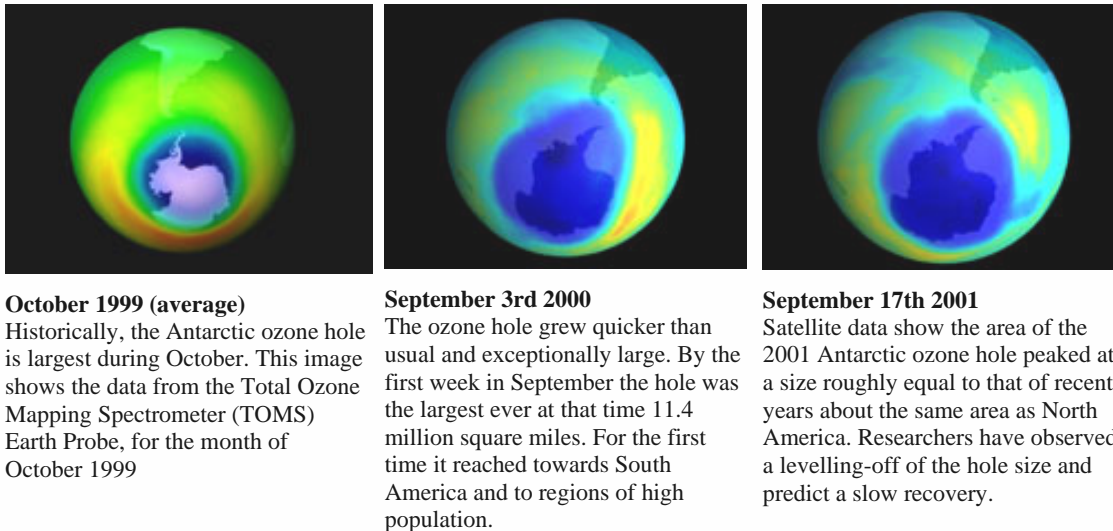 October 1999 (average)
Historically, the Antarctic ozone hole
is largest during October. This image
shows the data from the Total Ozone
Mapping Spectrometer (TOMS)
Earth Probe, for the month of
October 1999
September 3rd 2000
The ozone hole grew quicker than
usual and exceptionally large. By the
first week in September the hole was
the largest ever at that time 11.4
million square miles. For the first
time it reached towards South
America and to regions of high
population.
September 17th 2001
Satellite data show the area of the
2001 Antarctic ozone hole peaked at
a size roughly equal to that of recent
years about the same area as North
America. Researchers have observed
a levelling-off of the hole size and
predict a slow recovery.